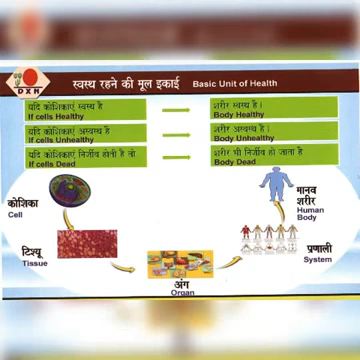 DXH
स्वस्थ रहने की मूल इकाई Basic Unit of Health
यदि कोशिकाएं स्वस्थ है
If cells Healthy
शरीर स्वस्थ है।
Body Healthy
यदि कोशिकाएं अस्वस्थ है
If cells Unhealthy
शरीर अस्वस्थ है।
Body Unhealthy
यदि कोशिकाएं निर्जीव होती है तो
If cells Dead
शरीर भी निर्जीव हो जाता है
Body Dead
कोशिका
Cell
मानव
शरीर
Human
Body
टिश्यू
Tissue
अंग
Organ
प्रणाली
System